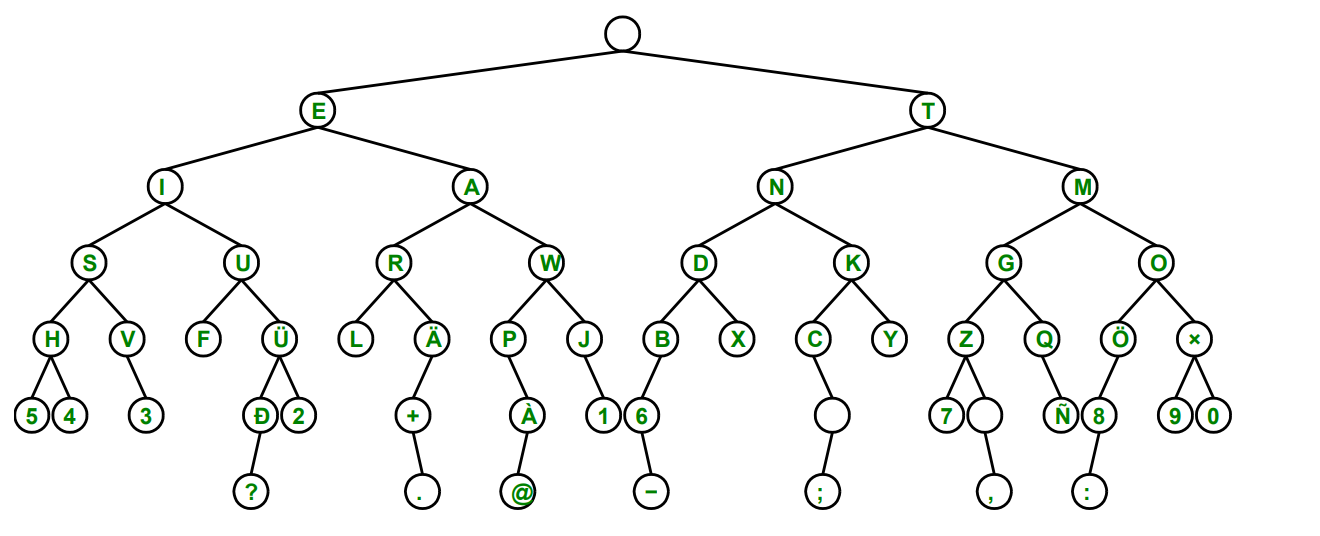 E T
I A N M
S U R W D K G O
H V F Ü L Ä P J B X C Y Z Q Ö ×
5 4 3 Đ 2 + À 1 6 7 Ñ 8 9 0
? . @ − ; , :